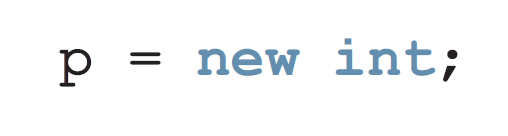 p = new int;